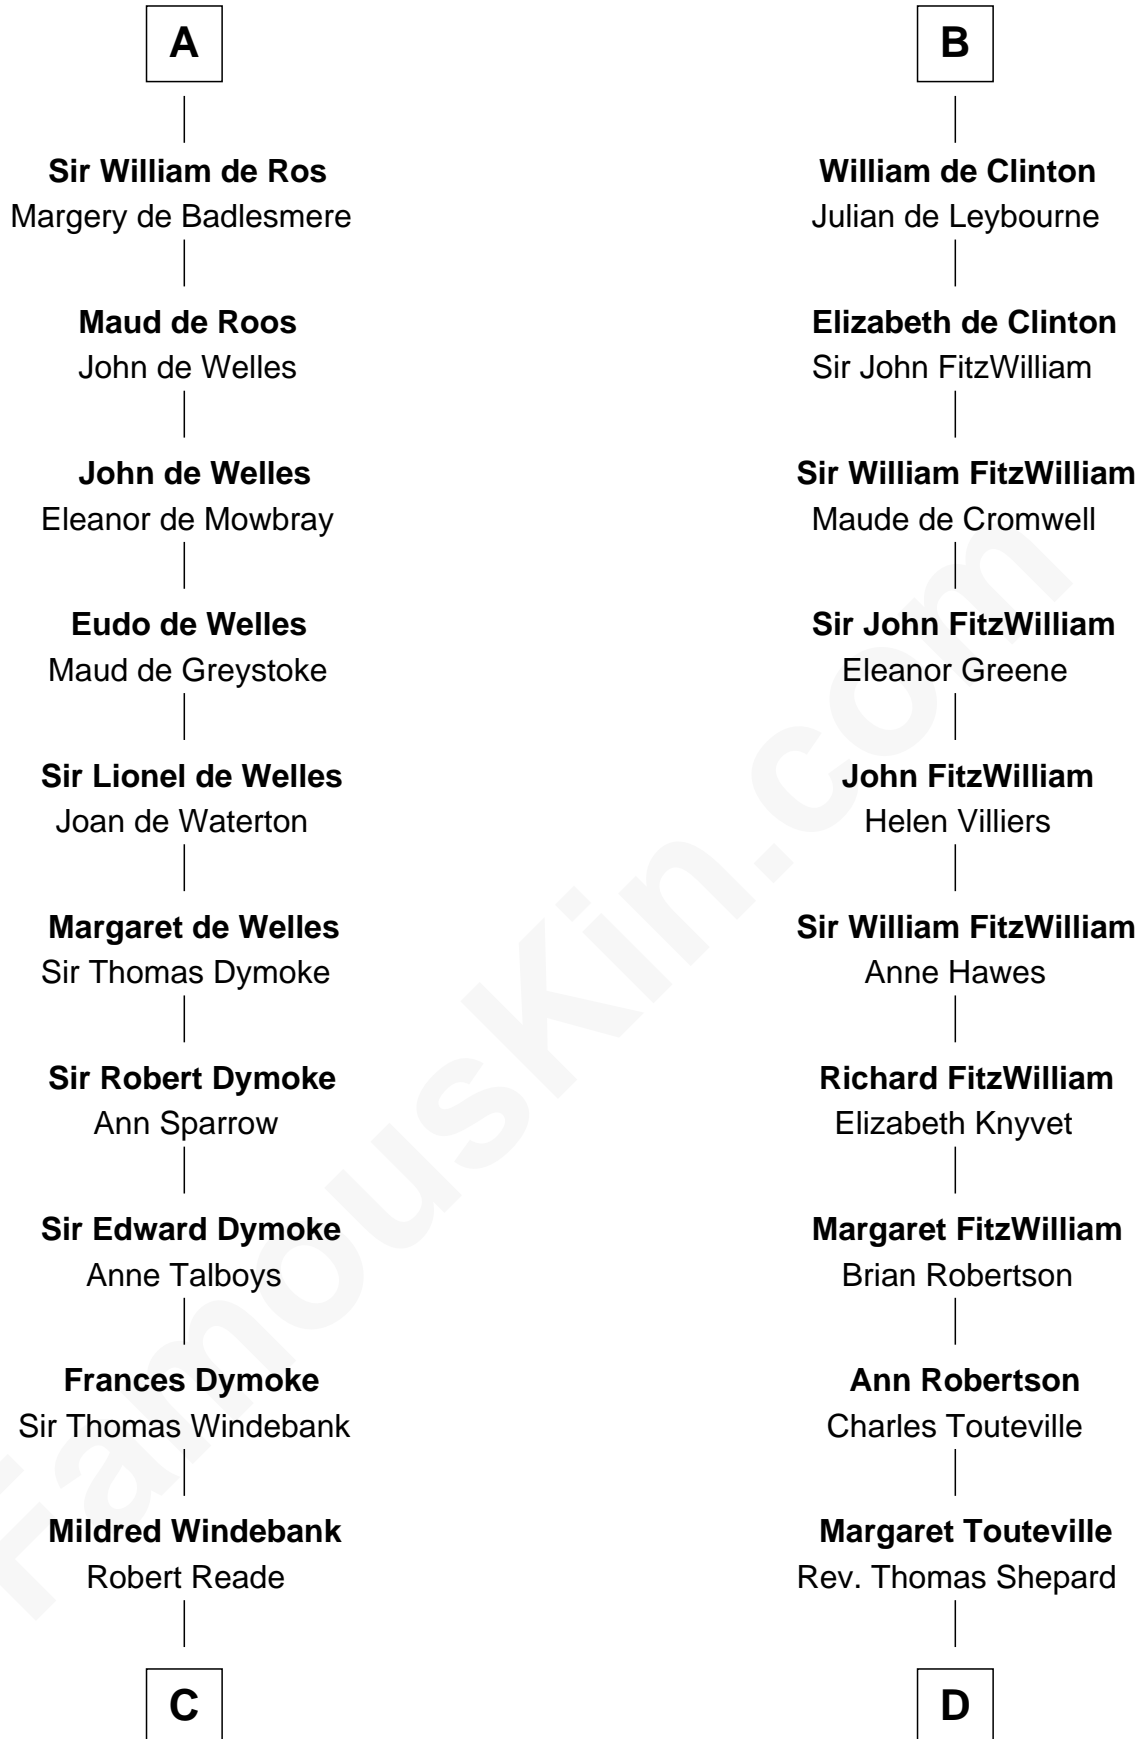 A
Sir William de Ros
Margery de Badlesmere
Maud de Roos
John de Welles
John de Welles
Eleanor de Mowbray
Eudo de Welles
Maud de Greystoke
Sir Lionel de Welles
Joan de Waterton
Margaret de Welles
Sir Thomas Dymoke
Sir Robert Dymoke
Ann Sparrow
Sir Edward Dymoke
Anne Talboys
Frances Dymoke
Sir Thomas Windebank
Mildred Windebank
Robert Reade
C
B
William de Clinton
Julian de Leybourne
Elizabeth de Clinton
Sir John FitzWilliam
Sir William FitzWilliam
Maude de Cromwell
Sir John FitzWilliam
Eleanor Greene
John FitzWilliam
Helen Villiers
Sir William FitzWilliam
Anne Hawes
Richard FitzWilliam
Elizabeth Knyvet
Margaret FitzWilliam
Brian Robertson
Ann Robertson
Charles Touteville
Margaret Touteville
Rev. Thomas Shepard
D
FamousKin.com